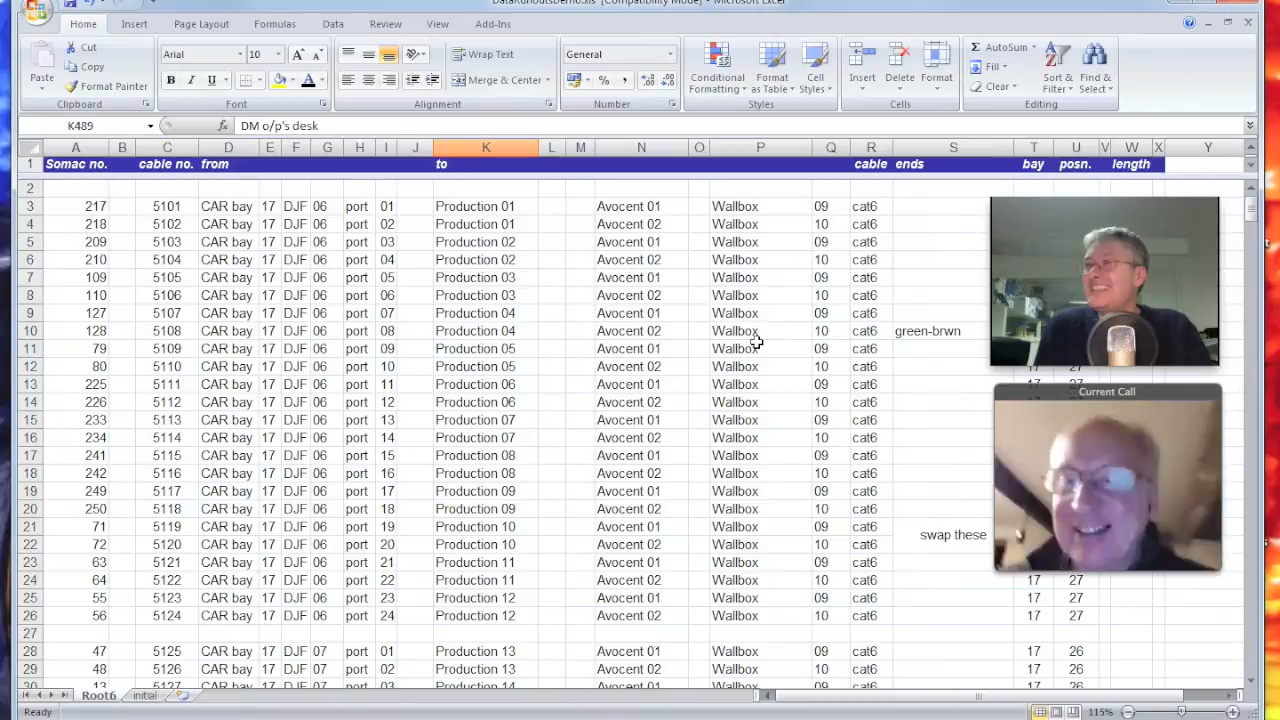 DataRunoutsDemo.xls [Compatibility Mode] - Microsoft Excel
Home Insert Page Layout Formulas Data Review View Add-Ins
Cut
Copy
Format Painter
Paste
Arial 10
Wrap Text
Merge & Center
General
Conditional Formatting
Format as Table
Cell Styles
Insert Delete Format
AutoSum
Fill
Clear
Sort & Filter
Find & Select
Clipboard Font Alignment Number Styles Cells Editing
K489 fx DM o/p's desk
A B C D E F G H I J K L M N O P Q R S T U V W X Y
1 Somac no. cable no. from to cable ends bay posn. length
2
3 217 5101 CAR bay 17 DJF 06 port 01 Production 01 Avocent 01 Wallbox 09 cat6
4 218 5102 CAR bay 17 DJF 06 port 02 Production 01 Avocent 02 Wallbox 10 cat6
5 209 5103 CAR bay 17 DJF 06 port 03 Production 02 Avocent 01 Wallbox 09 cat6
6 210 5104 CAR bay 17 DJF 06 port 04 Production 02 Avocent 02 Wallbox 10 cat6
7 109 5105 CAR bay 17 DJF 06 port 05 Production 03 Avocent 01 Wallbox 09 cat6
8 110 5106 CAR bay 17 DJF 06 port 06 Production 03 Avocent 02 Wallbox 10 cat6
9 127 5107 CAR bay 17 DJF 06 port 07 Production 04 Avocent 01 Wallbox 09 cat6
10 128 5108 CAR bay 17 DJF 06 port 08 Production 04 Avocent 02 Wallbox 10 cat6 green-brwn
11 79 5109 CAR bay 17 DJF 06 port 09 Production 05 Avocent 01 Wallbox 09 cat6
12 80 5110 CAR bay 17 DJF 06 port 10 Production 05 Avocent 02 Wallbox 10 cat6 17 27
13 225 5111 CAR bay 17 DJF 06 port 11 Production 06 Avocent 01 Wallbox 09 cat6
14 226 5112 CAR bay 17 DJF 06 port 12 Production 06 Avocent 02 Wallbox 10 cat6
15 233 5113 CAR bay 17 DJF 06 port 13 Production 07 Avocent 01 Wallbox 09 cat6
16 234 5114 CAR bay 17 DJF 06 port 14 Production 07 Avocent 02 Wallbox 10 cat6
17 241 5115 CAR bay 17 DJF 06 port 15 Production 08 Avocent 01 Wallbox 09 cat6
18 242 5116 CAR bay 17 DJF 06 port 16 Production 08 Avocent 02 Wallbox 10 cat6
19 249 5117 CAR bay 17 DJF 06 port 17 Production 09 Avocent 01 Wallbox 09 cat6
20 250 5118 CAR bay 17 DJF 06 port 18 Production 09 Avocent 02 Wallbox 10 cat6
21 71 5119 CAR bay 17 DJF 06 port 19 Production 10 Avocent 01 Wallbox 09 cat6
swap these
22 72 5120 CAR bay 17 DJF 06 port 20 Production 10 Avocent 02 Wallbox 10 cat6
23 63 5121 CAR bay 17 DJF 06 port 21 Production 11 Avocent 01 Wallbox 09 cat6
24 64 5122 CAR bay 17 DJF 06 port 22 Production 11 Avocent 02 Wallbox 10 cat6 17 27
25 55 5123 CAR bay 17 DJF 06 port 23 Production 12 Avocent 01 Wallbox 09 cat6 17 27
26 56 5124 CAR bay 17 DJF 06 port 24 Production 12 Avocent 02 Wallbox 10 cat6 17 27
27
28 47 5125 CAR bay 17 DJF 07 port 01 Production 13 Avocent 01 Wallbox 09 cat6 17 26
29 48 5126 CAR bay 17 DJF 07 port 02 Production 13 Avocent 02 Wallbox 10 cat6 17 26
30 13 5127 CAR bay 17 DJF 07 port 03 Production 14 Avocent 01 Wallbox 09 cat6 17 26
Current Call
Root6 initial
Ready 115%